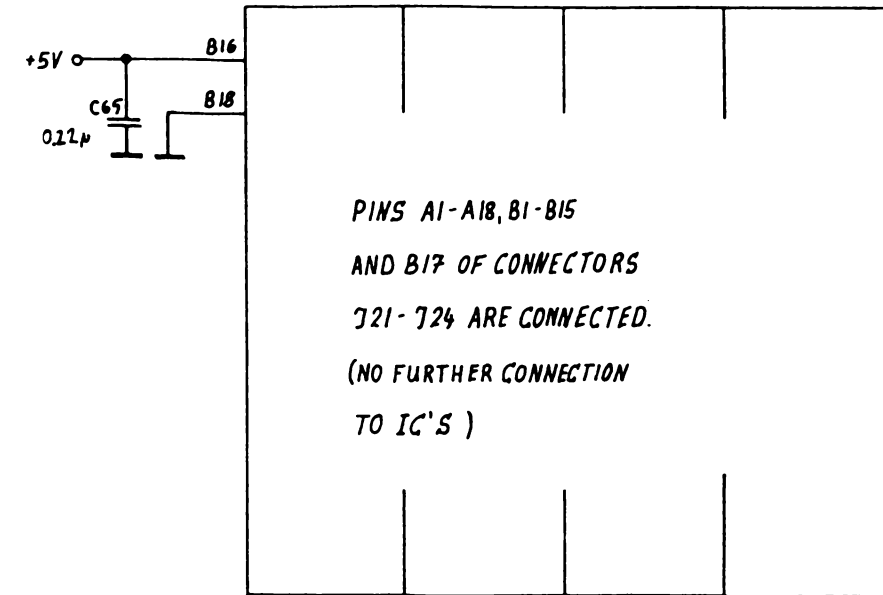 B16
+5V
C65
B18
0.22µ
PINS A1-A18, B1-B15
AND B17 OF CONNECTORS
J21-J24 ARE CONNECTED.
(NO FURTHER CONNECTION
TO IC'S )